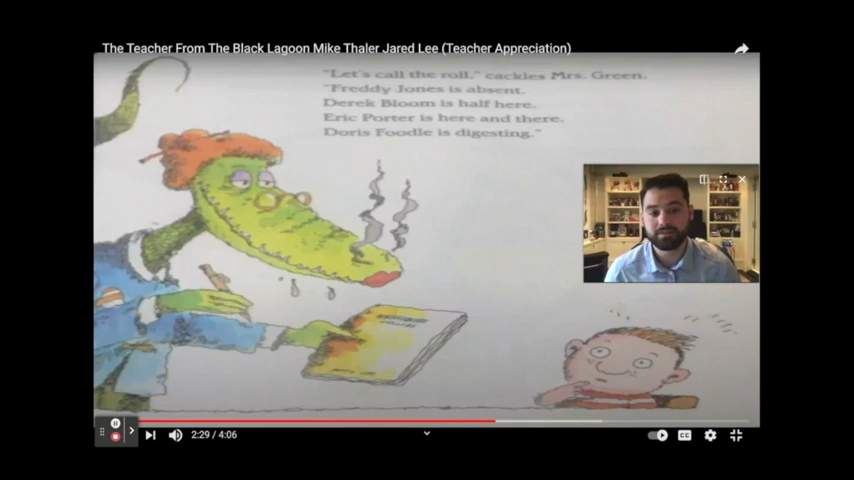 The Teacher From The Black Lagoon Mike Thaler Jared Lee (Teacher Appreciation)
"Let's call the roll," cackles Mrs. Green.
"Freddy Jones is absent.
Derek Bloom is half here.
Eric Porter is here and there.
Doris Foodle is digesting."
2:29 / 4:06
CC